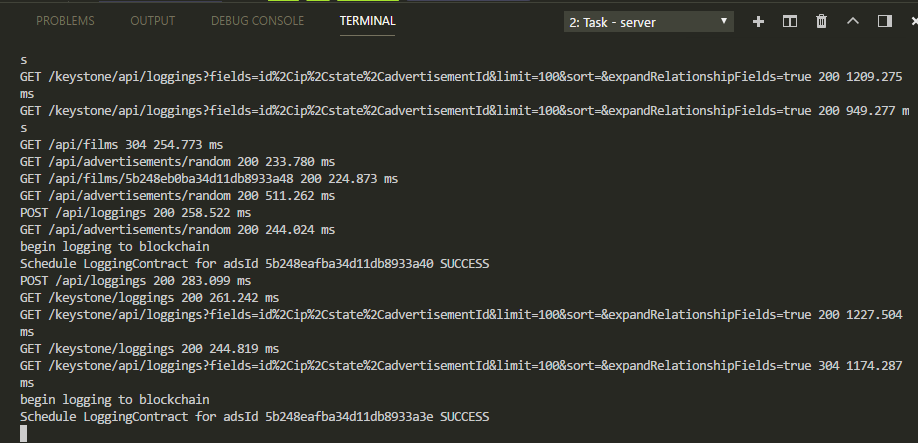 PROBLEMS OUTPUT DEBUG CONSOLE TERMINAL 2: Task - server
s
GET /keystone/api/loggings?fields=id%2Cip%2Cstate%2CadvertisementId&limit=100&sort=&expandRelationshipFields=true 200 1209.275
ms
GET /keystone/api/loggings?fields=id%2Cip%2Cstate%2CadvertisementId&limit=100&sort=&expandRelationshipFields=true 200 949.277 m
s
GET /api/films 304 254.773 ms
GET /api/advertisements/random 200 233.780 ms
GET /api/films/5b248eb0ba34d11db8933a48 200 224.873 ms
GET /api/advertisements/random 200 511.262 ms
POST /api/loggings 200 258.522 ms
GET /api/advertisements/random 200 244.024 ms
begin logging to blockchain
Schedule LoggingContract for adsId 5b248eafba34d11db8933a40 SUCCESS
POST /api/loggings 200 283.099 ms
GET /keystone/loggings 200 261.242 ms
GET /keystone/api/loggings?fields=id%2Cip%2Cstate%2CadvertisementId&limit=100&sort=&expandRelationshipFields=true 200 1227.504
ms
GET /keystone/loggings 200 244.819 ms
GET /keystone/api/loggings?fields=id%2Cip%2Cstate%2CadvertisementId&limit=100&sort=&expandRelationshipFields=true 304 1174.287
ms
begin logging to blockchain
Schedule LoggingContract for adsId 5b248eafba34d11db8933a3e SUCCESS